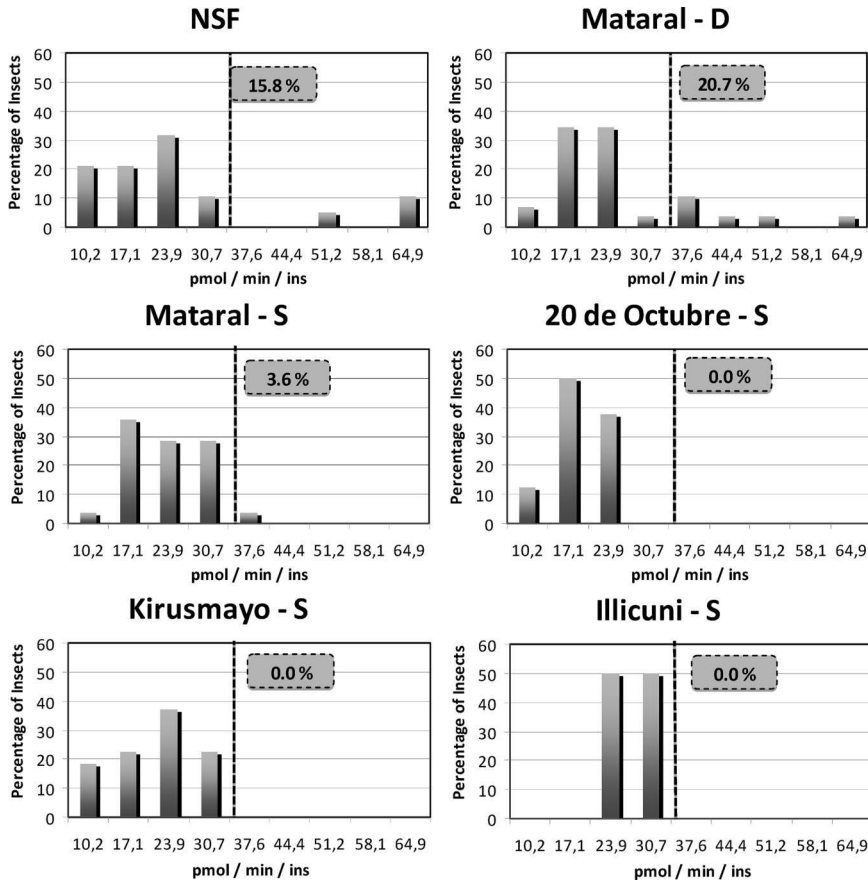 NSF
Percentage of Insects
60
50
40
30
20
10
0
15.8 %
10,2 17,1 23,9 30,7 37,6 44,4 51,2 58,1 64,9
pmol / min / ins
Mataral - D
Percentage of Insects
60
50
40
30
20
10
0
20.7 %
10,2 17,1 23,9 30,7 37,6 44,4 51,2 58,1 64,9
pmol / min / ins
Mataral - S
Percentage of Insects
60
50
40
30
20
10
0
3.6 %
10,2 17,1 23,9 30,7 37,6 44,4 51,2 58,1 64,9
pmol / min / ins
20 de Octubre - S
Percentage of Insects
60
50
40
30
20
10
0
0.0 %
10,2 17,1 23,9 30,7 37,6 44,4 51,2 58,1 64,9
pmol / min / ins
Kirusmayo - S
Percentage of Insects
60
50
40
30
20
10
0
0.0 %
10,2 17,1 23,9 30,7 37,6 44,4 51,2 58,1 64,9
pmol / min / ins
Illicuni - S
Percentage of Insects
60
50
40
30
20
10
0
0.0 %
10,2 17,1 23,9 30,7 37,6 44,4 51,2 58,1 64,9
pmol / min / ins